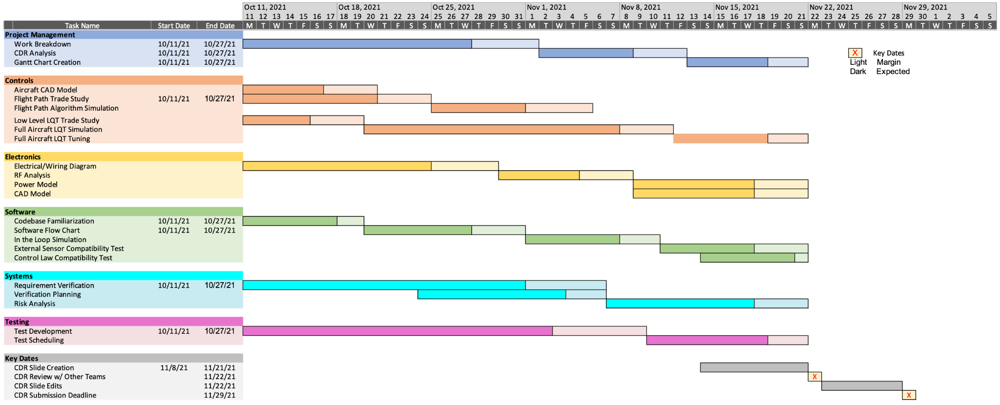 Oct 11, 2021 Oct 18, 2021 Oct 25, 2021 Nov 1, 2021 Nov 8, 2021 Nov 15, 2021 Nov 22, 2021 Nov 29, 2021
11 12 13 14 15 16 17 18 19 20 21 22 23 24 25 26 27 28 29 30 31 1 2 3 4 5 6 7 8 9 10 11 12 13 14 15 16 17 18 19 20 21 22 23 24 25 26 27 28 29 30 1 2 3 4 5
Task Name Start Date End Date M T W T F S S M T W T F S S M T W T F S S M T W T F S S M T W T F S S M T W T F S S M T W T F S S M T W T F S S
Project Management
Work Breakdown 10/11/21 10/27/21
CDR Analysis 10/11/21 10/27/21
X Key Dates
Gantt Chart Creation 10/11/21 10/27/21
Light Margin
Dark Expected
Controls
Aircraft CAD Model
Flight Path Trade Study 10/11/21 10/27/21
Flight Path Algorithm Simulation
Low Level LQT Trade Study
Full Aircraft LQT Simulation
Full Aircraft LQT Tuning
Electronics
Electrical/Wiring Diagram
RF Analysis
Power Model
CAD Model
Software
Codebase Familiarization 10/11/21 10/27/21
Software Flow Chart 10/11/21 10/27/21
In the Loop Simulation
External Sensor Compatibility Test
Control Law Compatibility Test
Systems
Requirement Verification 10/11/21 10/27/21
Verification Planning
Risk Analysis
Testing
Test Development 10/11/21 10/27/21
Test Scheduling
Key Dates
CDR Slide Creation 11/8/21 11/21/21
CDR Review w/ Other Teams 11/22/21 X
CDR Slide Edits 11/22/21
CDR Submission Deadline 11/29/21 X